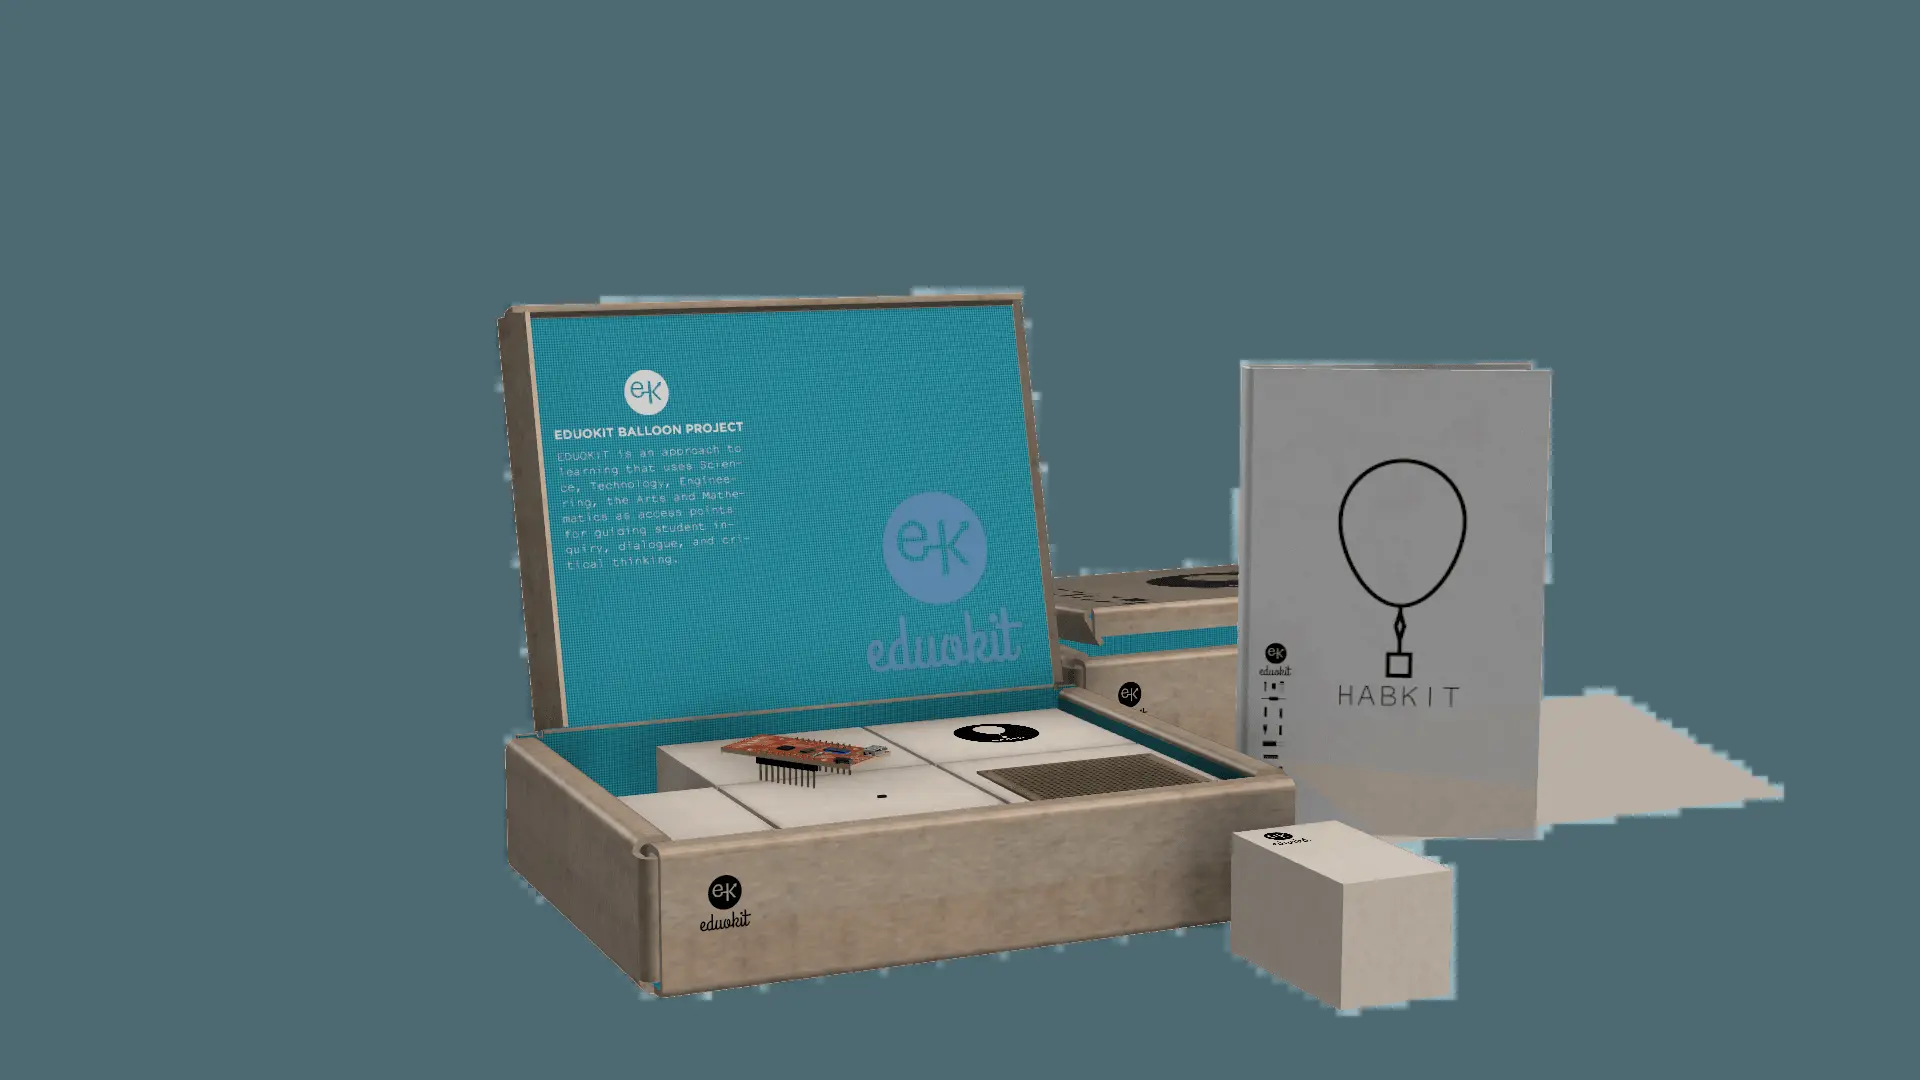 eK
EDUOKIT BALLOON PROJECT
EDUOKIT is an approach to
learning that uses Scien-
ce, Technology, Enginee-
ring, the Arts and Mathe-
matics as access points
for guiding student in-
quiry, dialogue, and cri-
tical thinking.
eK
eduokit
eK
eK
eduokit
HABKIT
eK
eduokit